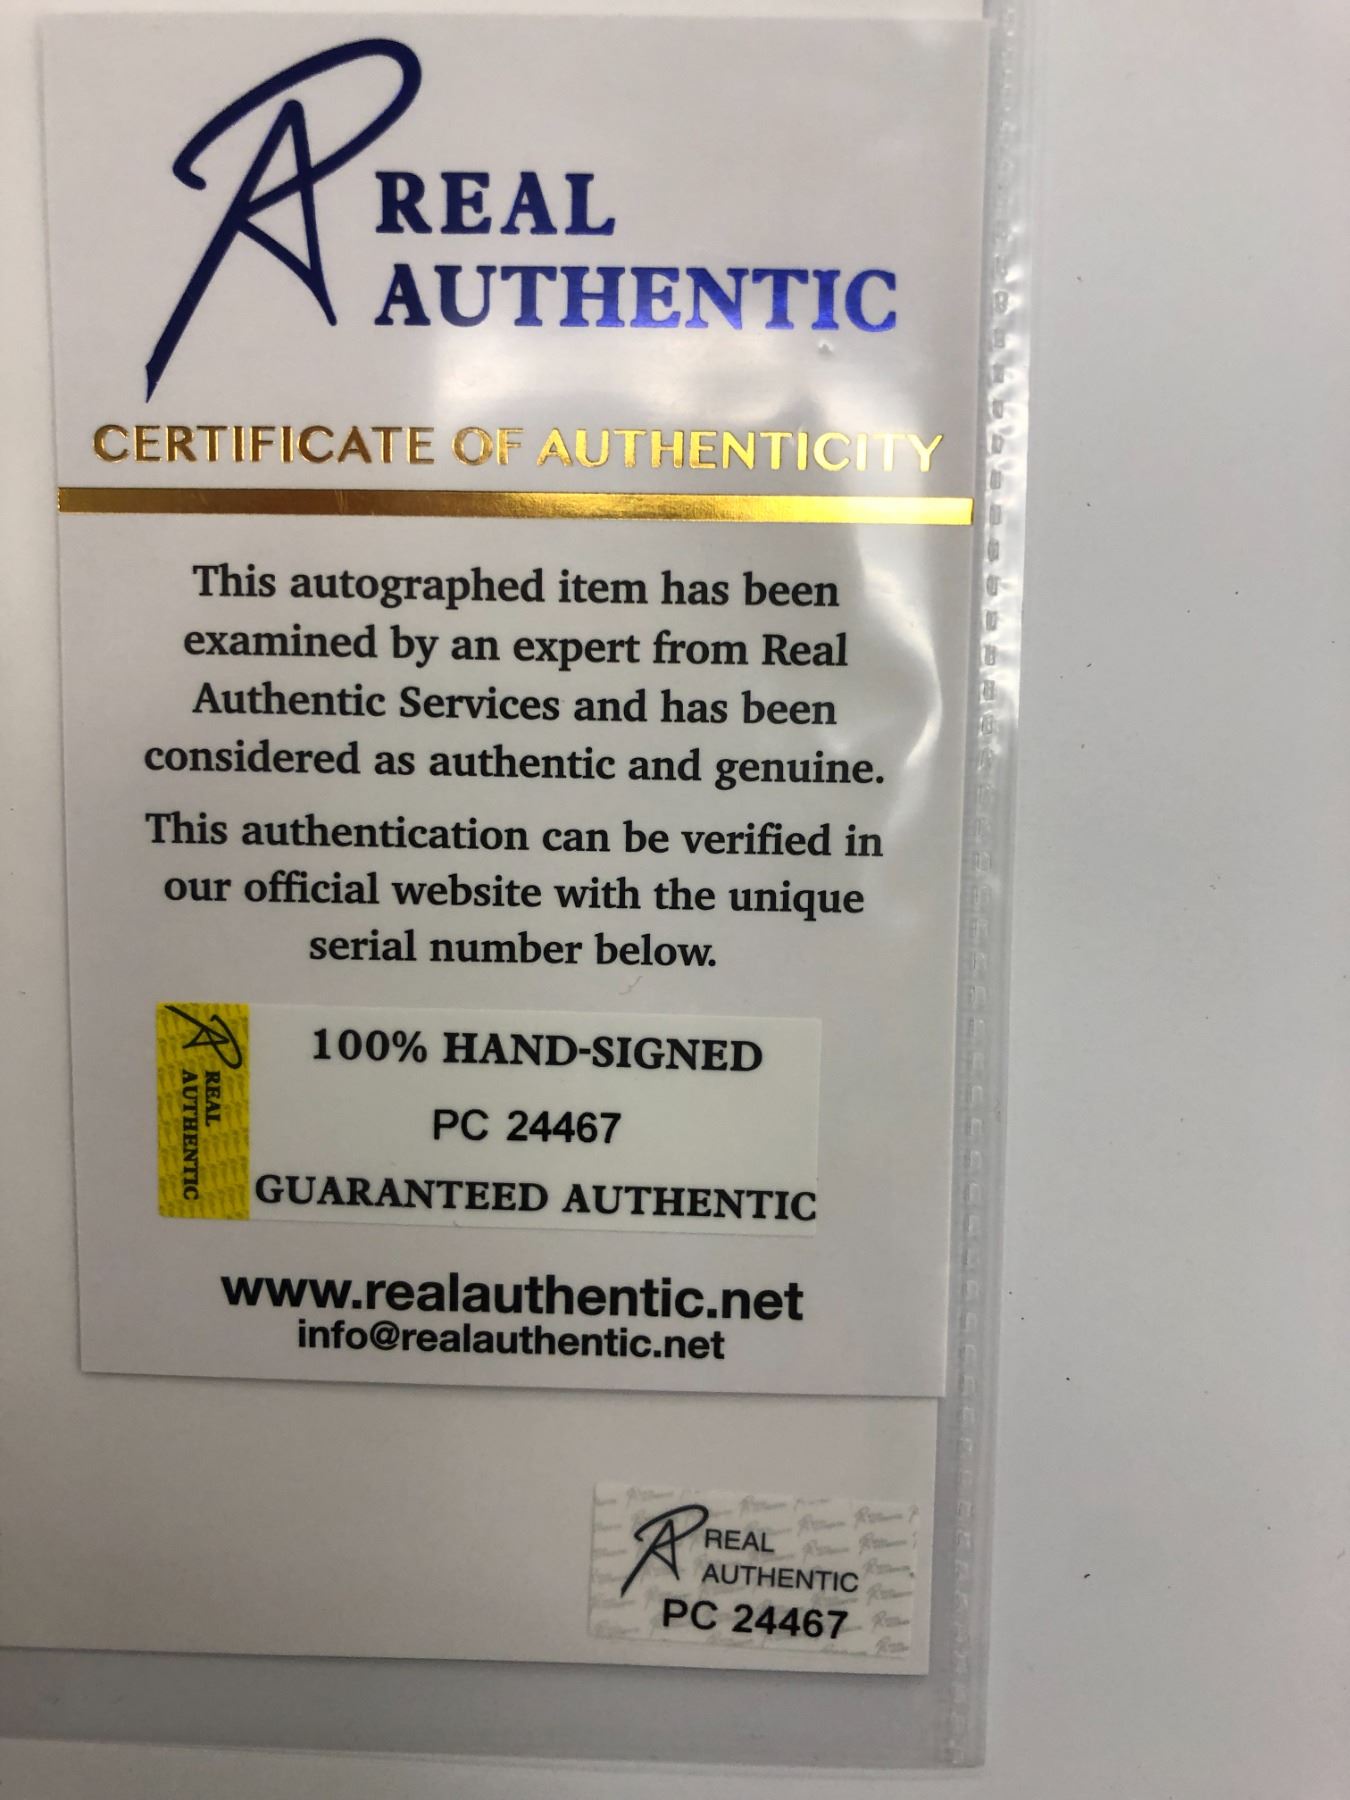 REAL
AUTHENTIC
CERTIFICATE OF AUTHENTICITY
This autographed item has been
examined by an expert from Real
Authentic Services and has been
considered as authentic and genuine.
This authentication can be verified in
our official website with the unique
serial number below.
REAL
AUTHENTIC
100% HAND-SIGNED
PC 24467
GUARANTEED AUTHENTIC
www.realauthentic.net
info@realauthentic.net
REAL
AUTHENTIC
PC 24467